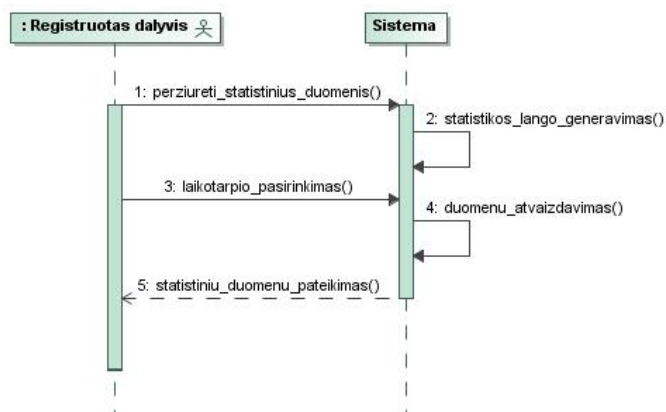 : Registruotas dalyvis
Sistema
1: perziureti_statistinius_duomenis()
2: statistikos_lango_generavimas()
3: laikotarpio_pasirinkimas()
4: duomenu_atvaizdavimas()
5: statistiniu_duomenu_pateikimas()